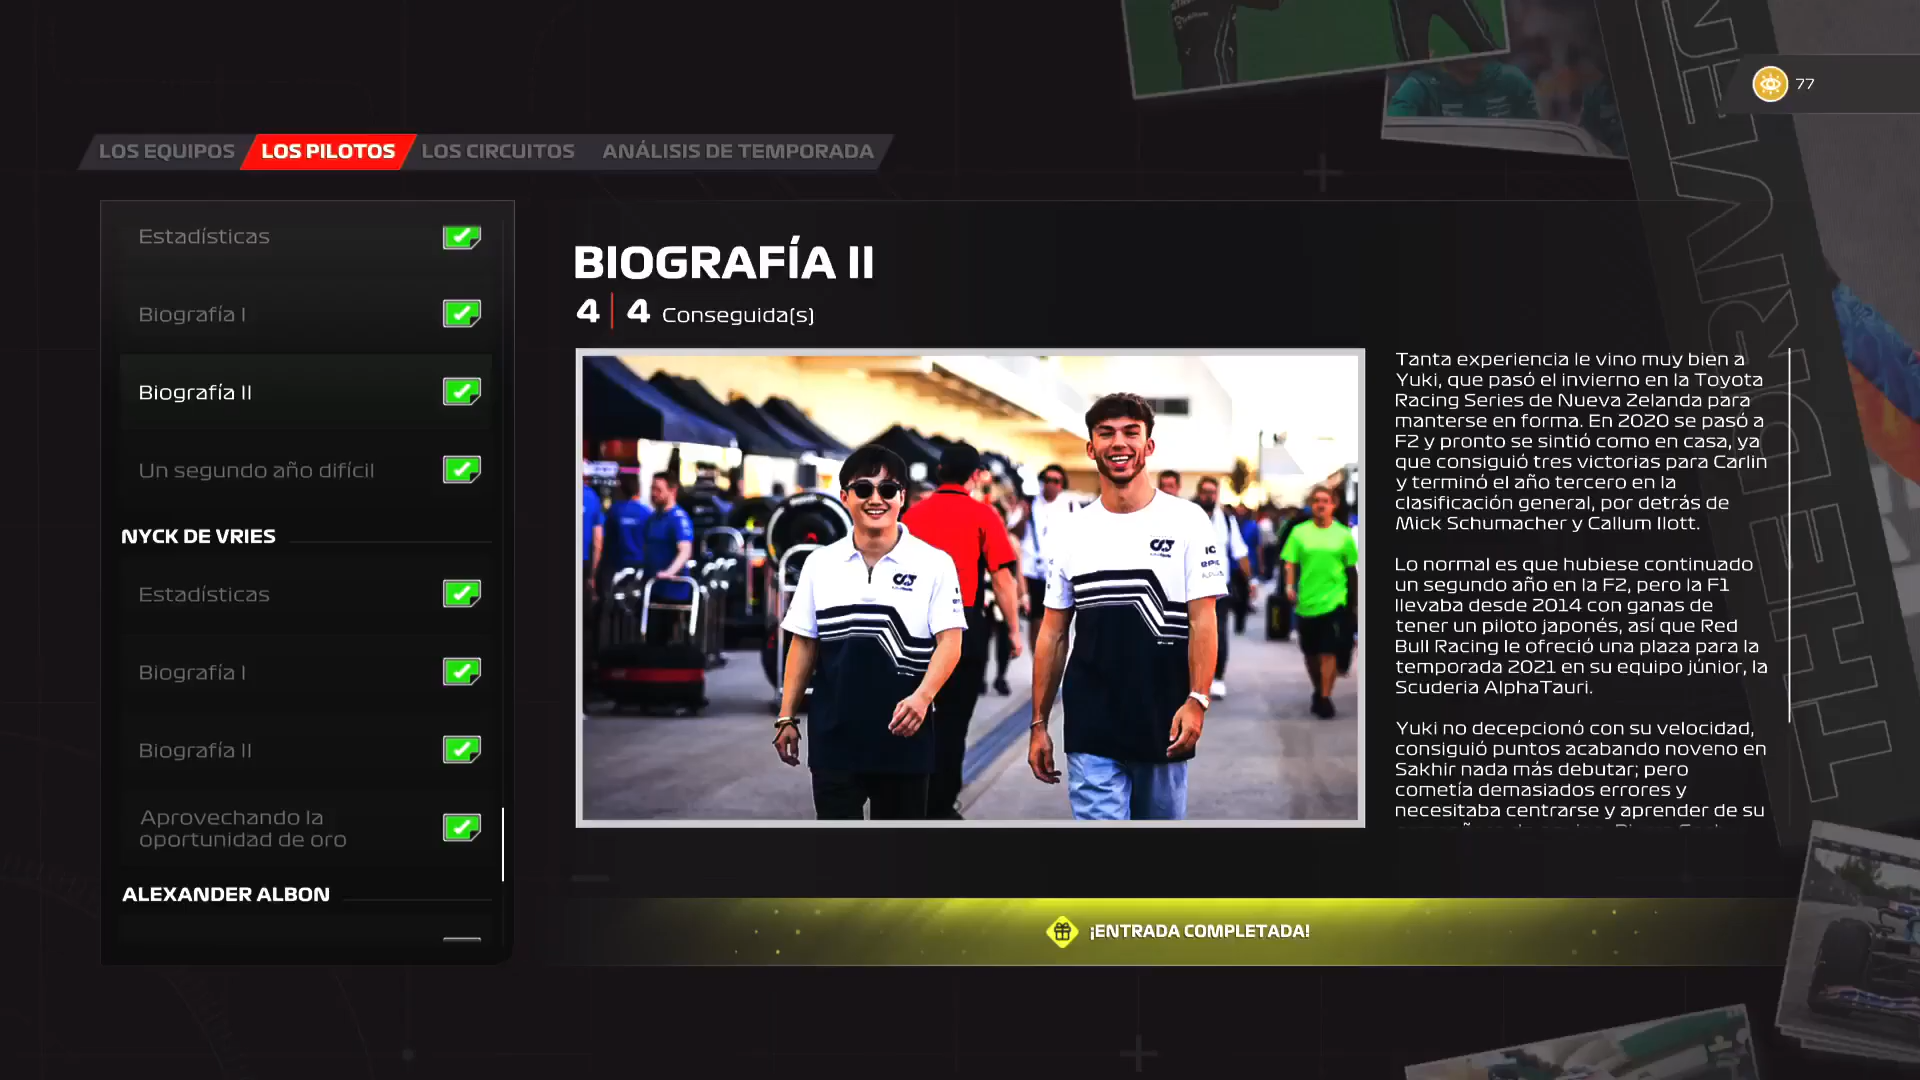 77
LOS EQUIPOS
LOS PILOTOS
LOS CIRCUITOS
ANÁLISIS DE TEMPORADA
Estadísticas
Biografía I
Biografía II
Un segundo año difícil
NYCK DE VRIES
Estadísticas
Biografía I
Biografía II
Aprovechando la
oportunidad de oro
ALEXANDER ALBON
BIOGRAFÍA II
4 | 4 Conseguida(s)
Tanta experiencia le vino muy bien a
Yuki, que pasó el invierno en la Toyota
Racing Series de Nueva Zelanda para
manterse en forma. En 2020 se pasó a
F2 y pronto se sintió como en casa, ya
que consiguió tres victorias para Carlin
y terminó el año tercero en la
clasificación general, por detrás de
Mick Schumacher y Callum Ilott.
Lo normal es que hubiese continuado
un segundo año en la F2, pero la F1
llevaba desde 2014 con ganas de
tener un piloto japonés, así que Red
Bull Racing le ofreció una plaza para la
temporada 2021 en su equipo júnior, la
Scuderia AlphaTauri.
Yuki no decepcionó con su velocidad,
consiguió puntos acabando noveno en
Sakhir nada más debutar; pero
cometía demasiados errores y
necesitaba centrarse y aprender de su
¡ENTRADA COMPLETADA!